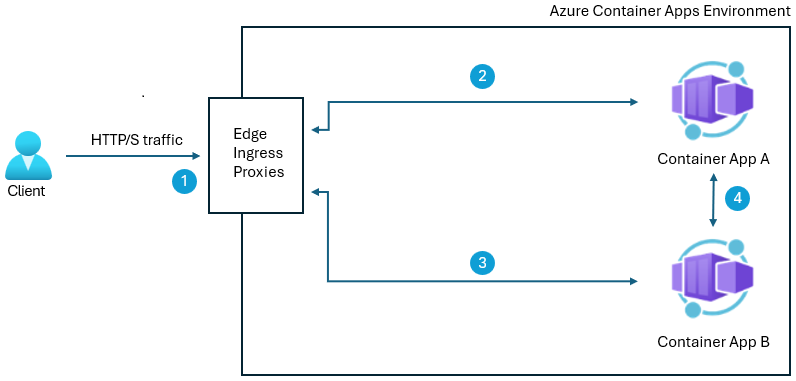 Azure Container Apps Environment
2
Edge
Ingress
Proxies
HTTP/S traffic
1
Client
Container App A
4
3
Container App B